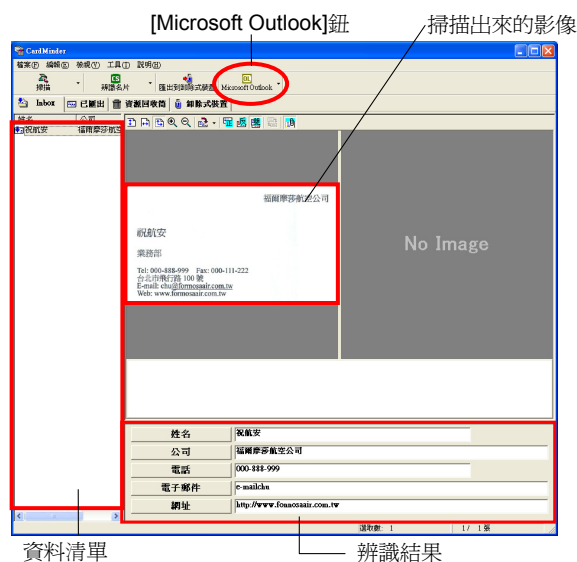 [Microsoft Outlook]鈕
掃描出來的影像
CardMinder
檔案(F) 編輯(E) 檢視(V) 工具(T) 說明(H)
掃描 辨識名片 匯出到卸除式裝置 Microsoft Outlook
Inbox 已匯出 資源回收筒 卸除式裝置
姓名 公司
祝航安 福爾摩莎航空
福爾摩莎航空公司
祝航安
業務部
Tel: 000-888-999 Fax: 000-111-222
台北市飛行路 100 號
E-mail: chu@formosaair.com.tw
Web: www.formosaair.com.tw
No Image
姓名 祝航安
公司 福爾摩莎航空公司
電話 000-888-999
電子郵件 e-mailchu
網址 http://www.fonnosaair.com.tw
選取數: 1 1 / 1 張
資料清單
辨識結果